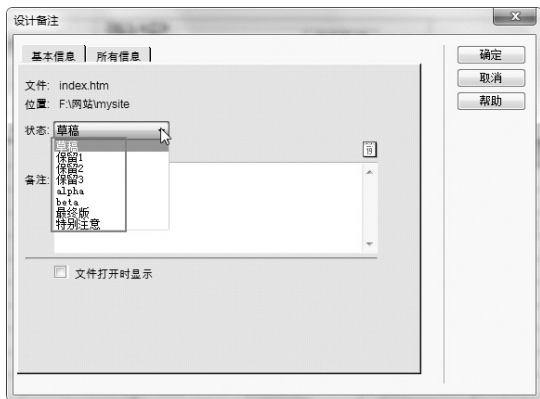 设计备注
基本信息 所有信息
确定
取消
帮助
文件: index.htm
位置: F:\网站\mysite
状态: 草稿
草稿
保留1
保留2
保留3
alpha
beta
最终版
特别注意
备注:
19
文件打开时显示